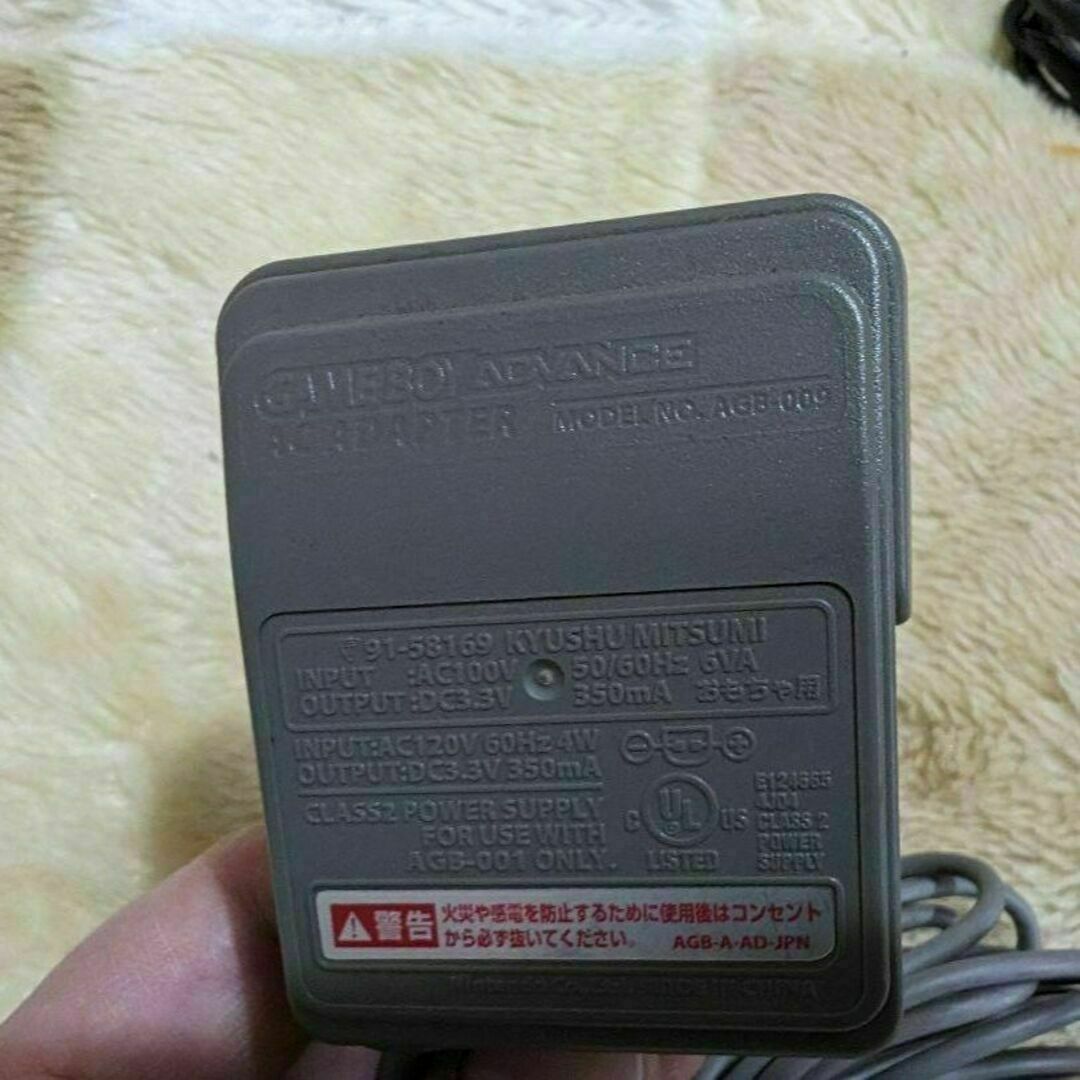 GAMEBOY ADVANCE
AC ADAPTER MODEL NO. AGB-009
91-58169 KYUSHU MITSUMI
INPUT :AC100V 50/60Hz 6VA
OUTPUT :DC3.3V 350mA おもちゃ用
INPUT:AC120V 60Hz 4W
OUTPUT:DC3.3V 350mA
CLASS2 POWER SUPPLY
FOR USE WITH
AGB-001 ONLY.
C UL US
LISTED
CLASS 2
POWER
SUPPLY
警告 火災や感電を防止するために使用後はコンセント
から必ず抜いてください。 AGB-A-AD-JPN